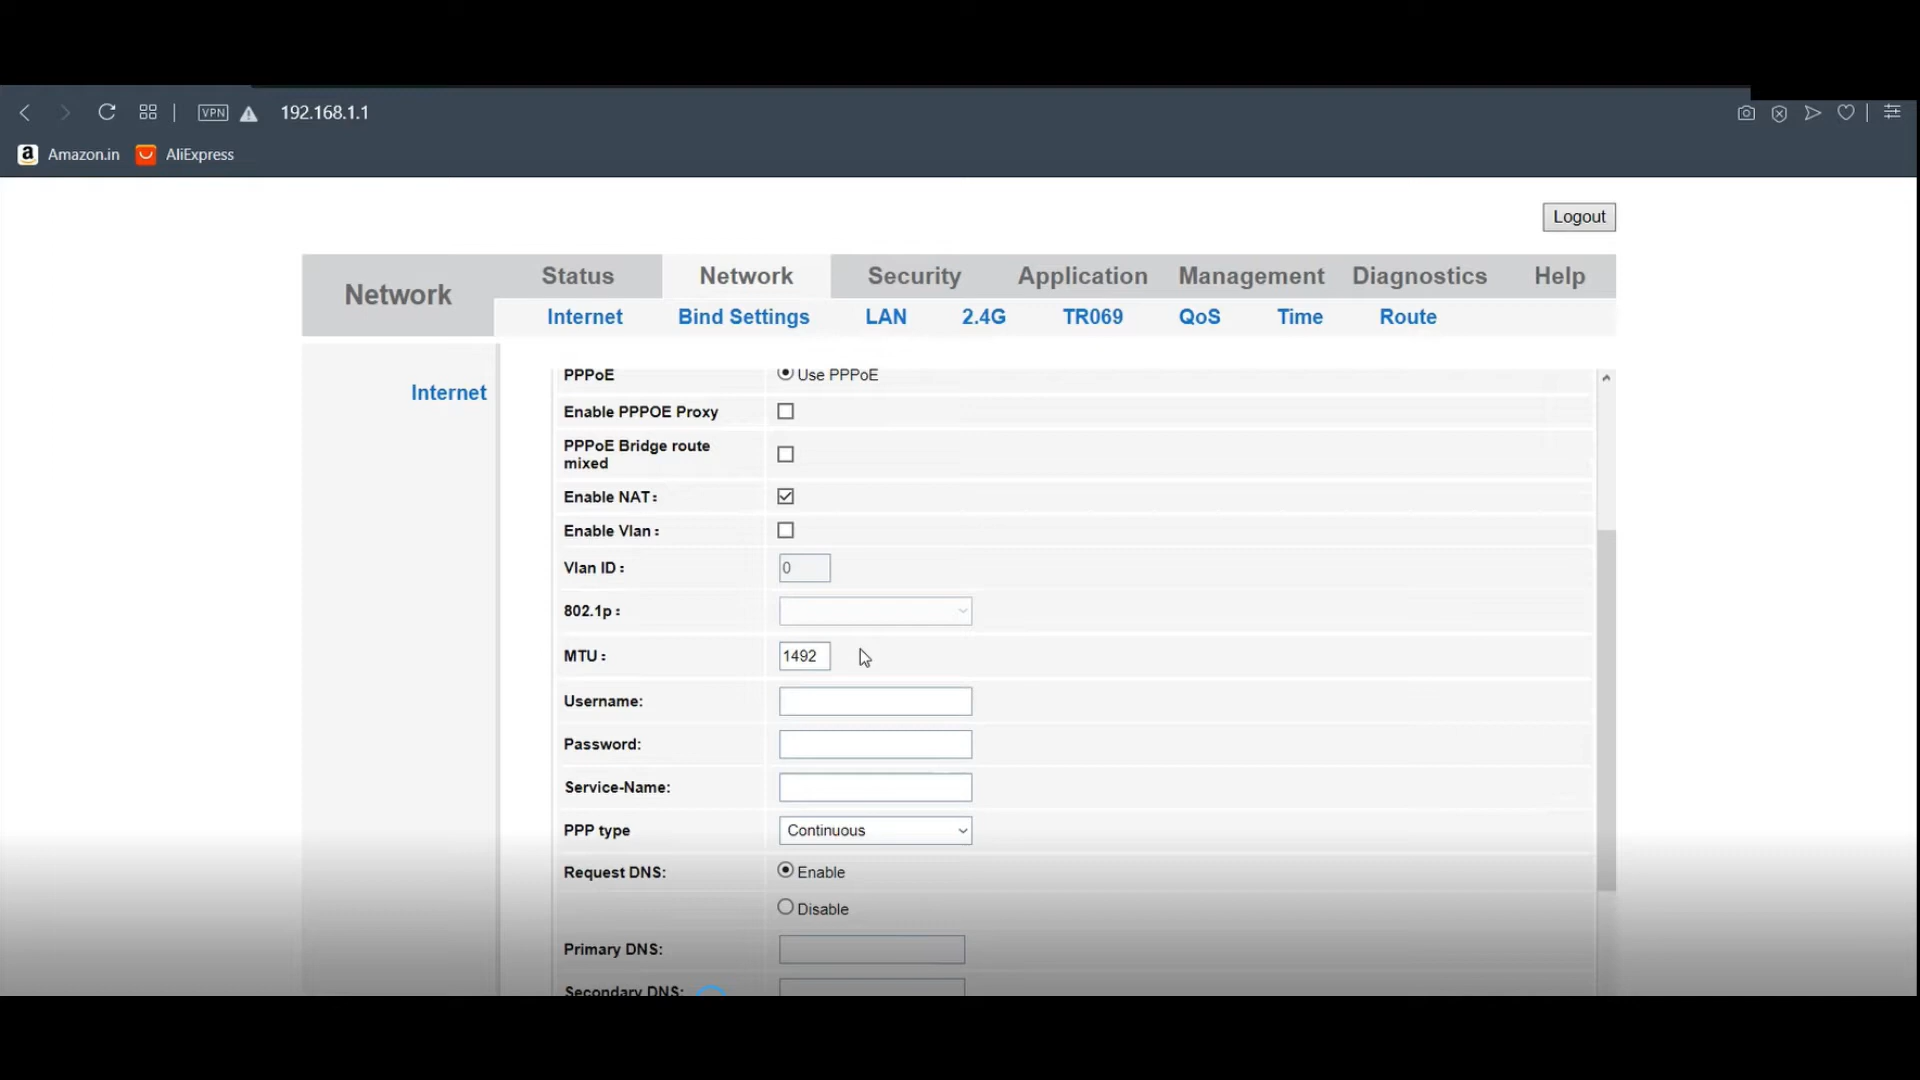 VPN 192.168.1.1
a Amazon.in AliExpress
Logout
Network
Status Network Security Application Management Diagnostics Help
Internet Bind Settings LAN 2.4G TR069 QoS Time Route
Internet
PPPoE Use PPPoE
Enable PPPOE Proxy
PPPoE Bridge route
mixed
Enable NAT:
Enable Vlan:
Vlan ID: 0
802.1p:
MTU: 1492
Username:
Password:
Service-Name:
PPP type Continuous
Request DNS: Enable
Disable
Primary DNS:
Secondary DNS: